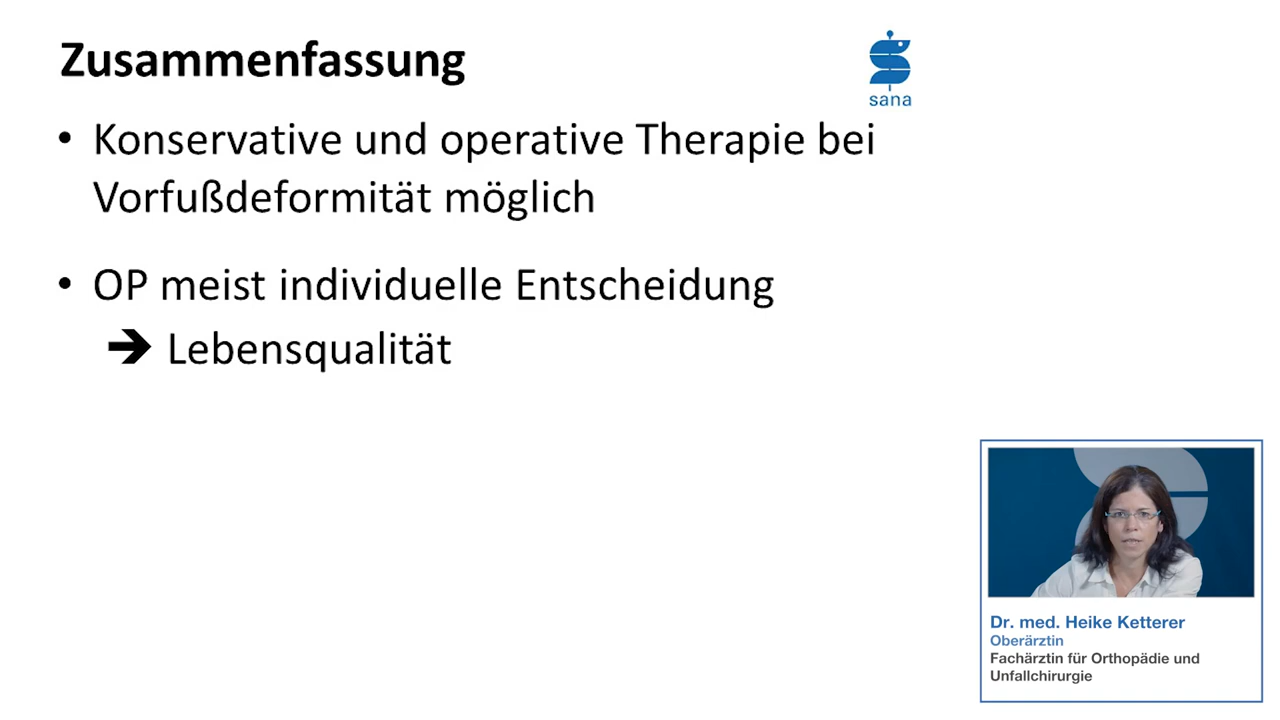 Zusammenfassung
sana
• Konservative und operative Therapie bei
Vorfußdeformität möglich
• OP meist individuelle Entscheidung
➔ Lebensqualität
Dr. med. Heike Ketterer
Oberärztin
Fachärztin für Orthopädie und
Unfallchirurgie